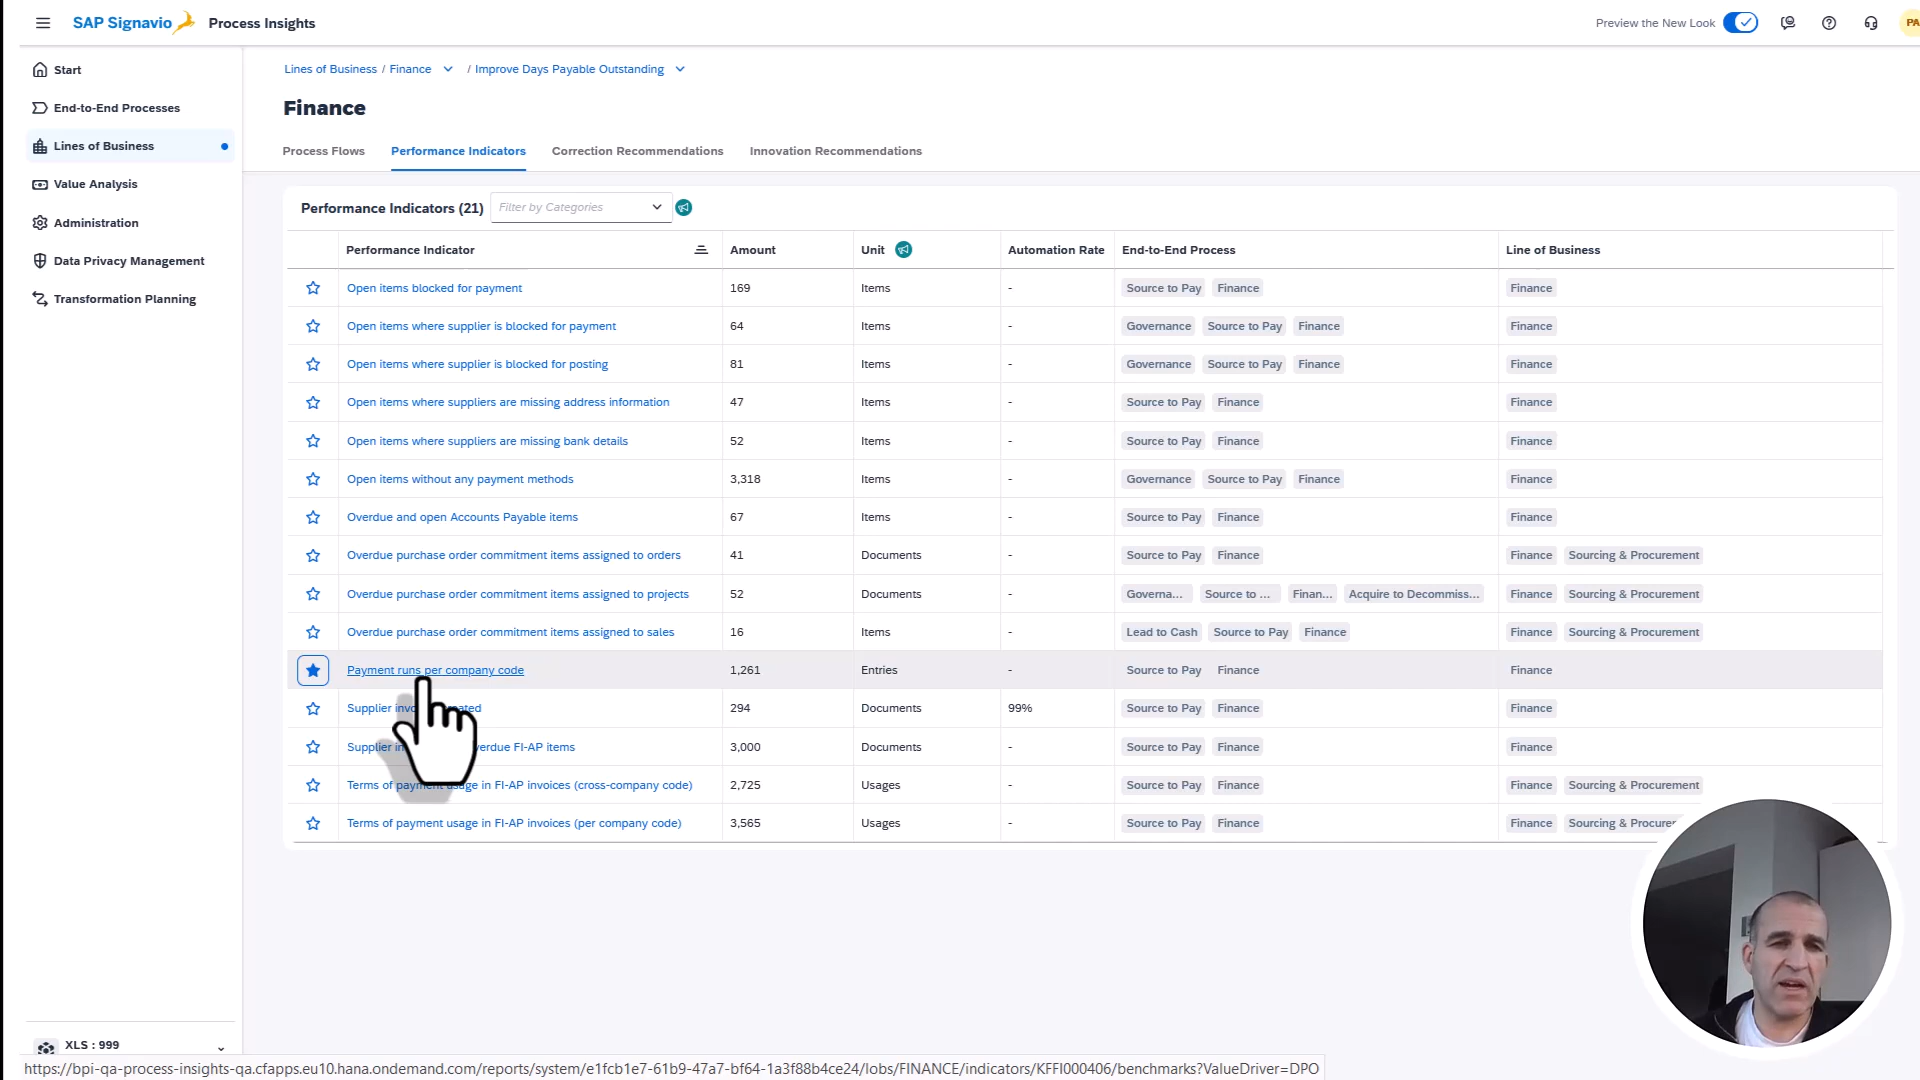 SAP Signavio Process Insights Preview the New Look PA
Start
End-to-End Processes
Lines of Business
Value Analysis
Administration
Data Privacy Management
Transformation Planning
XLS : 999
Lines of Business / Finance / Improve Days Payable Outstanding
Finance
Process Flows Performance Indicators Correction Recommendations Innovation Recommendations
Performance Indicators (21) Filter by Categories
Performance Indicator Amount Unit Automation Rate End-to-End Process Line of Business
Open items blocked for payment 169 Items - Source to Pay Finance Finance
Open items where supplier is blocked for payment 64 Items - Governance Source to Pay Finance Finance
Open items where supplier is blocked for posting 81 Items - Governance Source to Pay Finance Finance
Open items where suppliers are missing address information 47 Items - Source to Pay Finance Finance
Open items where suppliers are missing bank details 52 Items - Source to Pay Finance Finance
Open items without any payment methods 3,318 Items - Governance Source to Pay Finance Finance
Overdue and open Accounts Payable items 67 Items - Source to Pay Finance Finance
Overdue purchase order commitment items assigned to orders 41 Documents - Source to Pay Finance Finance Sourcing & Procurement
Overdue purchase order commitment items assigned to projects 52 Documents - Governa... Source to ... Finan... Acquire to Decommiss... Finance Sourcing & Procurement
Overdue purchase order commitment items assigned to sales 16 Items - Lead to Cash Source to Pay Finance Finance Sourcing & Procurement
Payment runs per company code 1,261 Entries - Source to Pay Finance Finance
Supplier 294 Documents 99% Source to Pay Finance Finance
Supplier FI-AP items 3,000 Documents - Source to Pay Finance Finance
Terms of payment usage in FI-AP invoices (cross-company code) 2,725 Usages - Source to Pay Finance Finance Sourcing & Procurement
Terms of payment usage in FI-AP invoices (per company code) 3,565 Usages - Source to Pay Finance Finance Sourcing &
https://bpi-qa-process-insights-qa.cfapps.eu10.hana.ondemand.com/reports/system/e1fcb1e7-61b9-47a7-bf64-1a3f88b4ce24/lobs/FINANCE/indicators/KFFI000406/benchmarks?ValueDriver=DPO